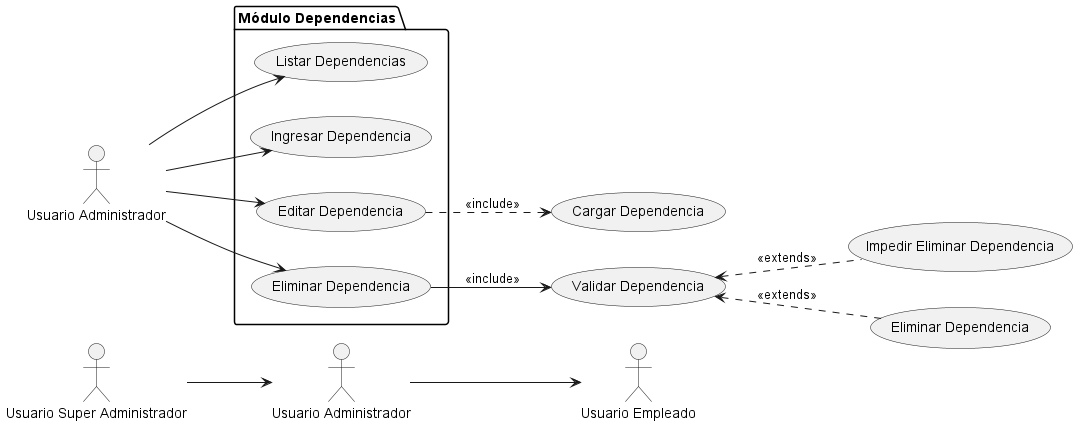 Módulo Dependencias
Listar Dependencias
Ingresar Dependencia
Usuario Administrador
Editar Dependencia
«include»
Cargar Dependencia
Eliminar Dependencia
«include»
Validar Dependencia
«extends»
Impedir Eliminar Dependencia
«extends»
Eliminar Dependencia
Usuario Super Administrador
Usuario Administrador
Usuario Empleado